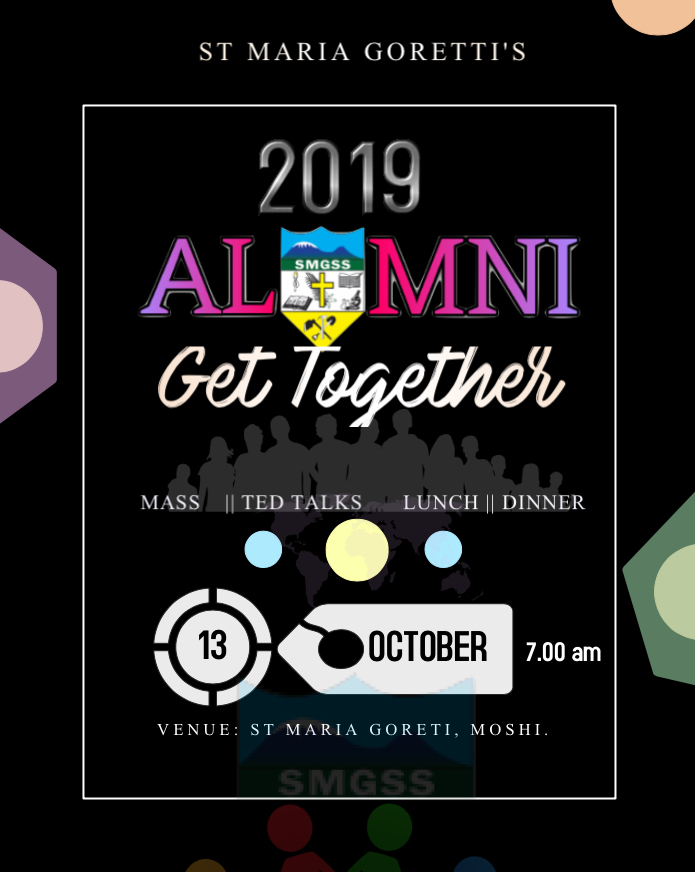 ST MARIA GORETTI'S
2019
ALUMNI
SMGSS
Get Together
MASS || TED TALKS LUNCH || DINNER
13 OCTOBER 7.00 am
VENUE: ST MARIA GORETI, MOSHI.
SMGSS